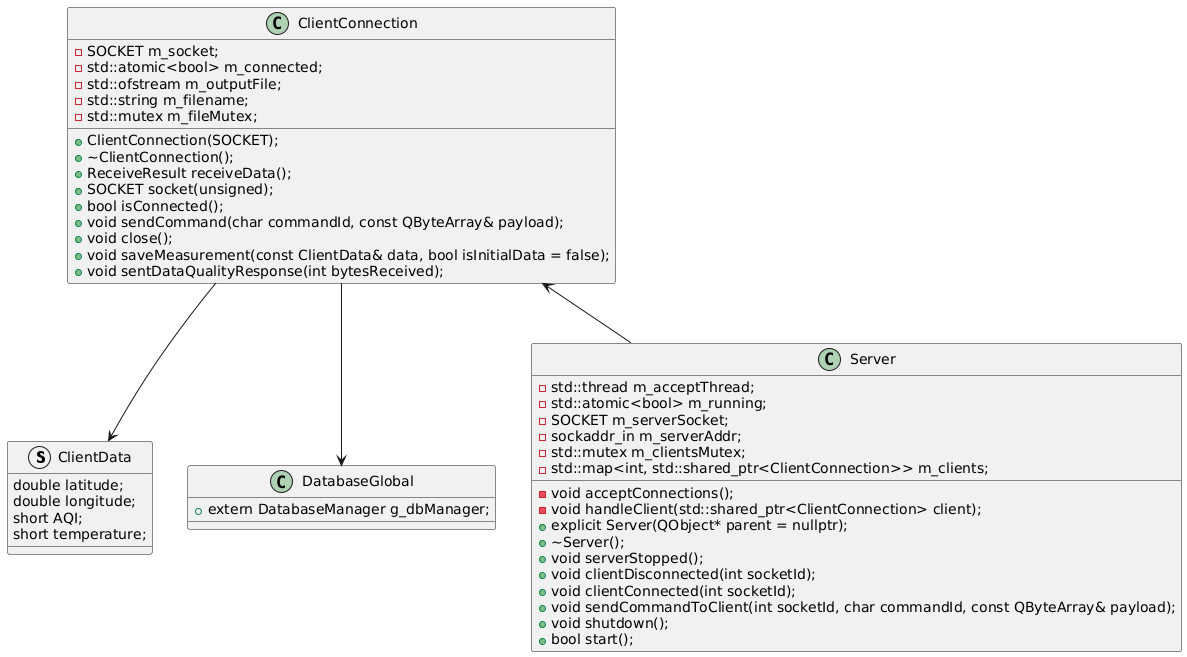 C ClientConnection
SOCKET m_socket;
std::atomic<bool> m_connected;
std::ofstream m_outputFile;
std::string m_filename;
std::mutex m_fileMutex;
ClientConnection(SOCKET);
~ClientConnection();
ReceiveResult receiveData();
SOCKET socket(unsigned);
bool isConnected();
void sendCommand(char commandId, const QByteArray& payload);
void close();
void saveMeasurement(const ClientData& data, bool isInitialData = false);
void sentDataQualityResponse(int bytesReceived);
S ClientData
double latitude;
double longitude;
short AQI;
short temperature;
C DatabaseGlobal
extern DatabaseManager g_dbManager;
C Server
std::thread m_acceptThread;
std::atomic<bool> m_running;
SOCKET m_serverSocket;
sockaddr_in m_serverAddr;
std::mutex m_clientsMutex;
std::map<int, std::shared_ptr<ClientConnection>> m_clients;
void acceptConnections();
void handleClient(std::shared_ptr<ClientConnection> client);
explicit Server(QObject* parent = nullptr);
~Server();
void serverStopped();
void clientDisconnected(int socketId);
void clientConnected(int socketId);
void sendCommandToClient(int socketId, char commandId, const QByteArray& payload);
void shutdown();
bool start();